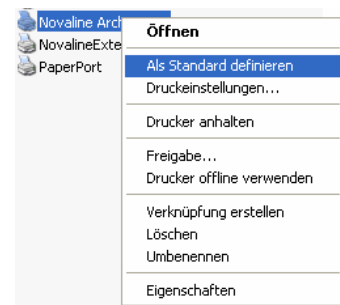 Novaline
Öffnen
NovalineExte
PaperPort
Als Standard definieren
Druckeinstellungen...
Drucker anhalten
Freigabe...
Drucker offline verwenden
Verknüpfung erstellen
Löschen
Umbenennen
Eigenschaften